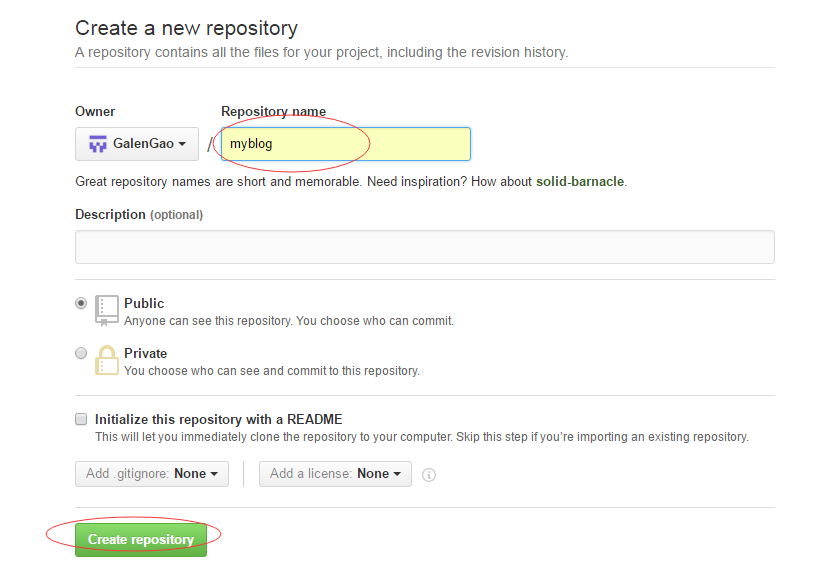 Create a new repository
A repository contains all the files for your project, including the revision history.
Owner Repository name
GalenGao / myblog
Great repository names are short and memorable. Need inspiration? How about solid-barnacle.
Description (optional)
Public
Anyone can see this repository. You choose who can commit.
Private
You choose who can see and commit to this repository.
Initialize this repository with a README
This will let you immediately clone the repository to your computer. Skip this step if you’re importing an existing repository.
Add .gitignore: None Add a license: None
Create repository